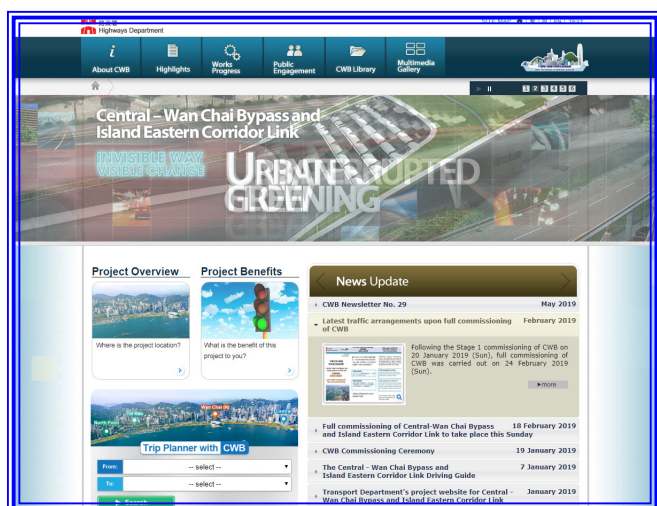 Highways Department
About CWB
Highlights
Works
Progress
Public
Engagement
CWB Library
Multimedia
Gallery
1 2 3 4 5 6
Central – Wan Chai Bypass and
Island Eastern Corridor Link
INVISIBLE WAY
VISIBLE CHANGE
GREENING
Project Overview
Where is the project location?
Project Benefits
What is the benefit of this
project to you?
News Update
CWB Newsletter No. 29 May 2019
Latest traffic arrangements upon full commissioning February 2019
of CWB
Following the Stage 1 commissioning of CWB on
20 January 2019 (Sun), full commissioning of
CWB was carried out on 24 February 2019
(Sun).
more
Full commissioning of Central-Wan Chai Bypass 18 February 2019
and Island Eastern Corridor Link to take place this Sunday
CWB Commissioning Ceremony 19 January 2019
The Central - Wan Chai Bypass and 7 January 2019
Island Eastern Corridor Link Driving Guide
Transport Department's project website for Central - January 2019
Wan Chai Bypass and Island Eastern Corridor Link
North Point
Wan Chai (N)
Central
Trip Planner with CWB
From: -- select --
To: -- select --
Search